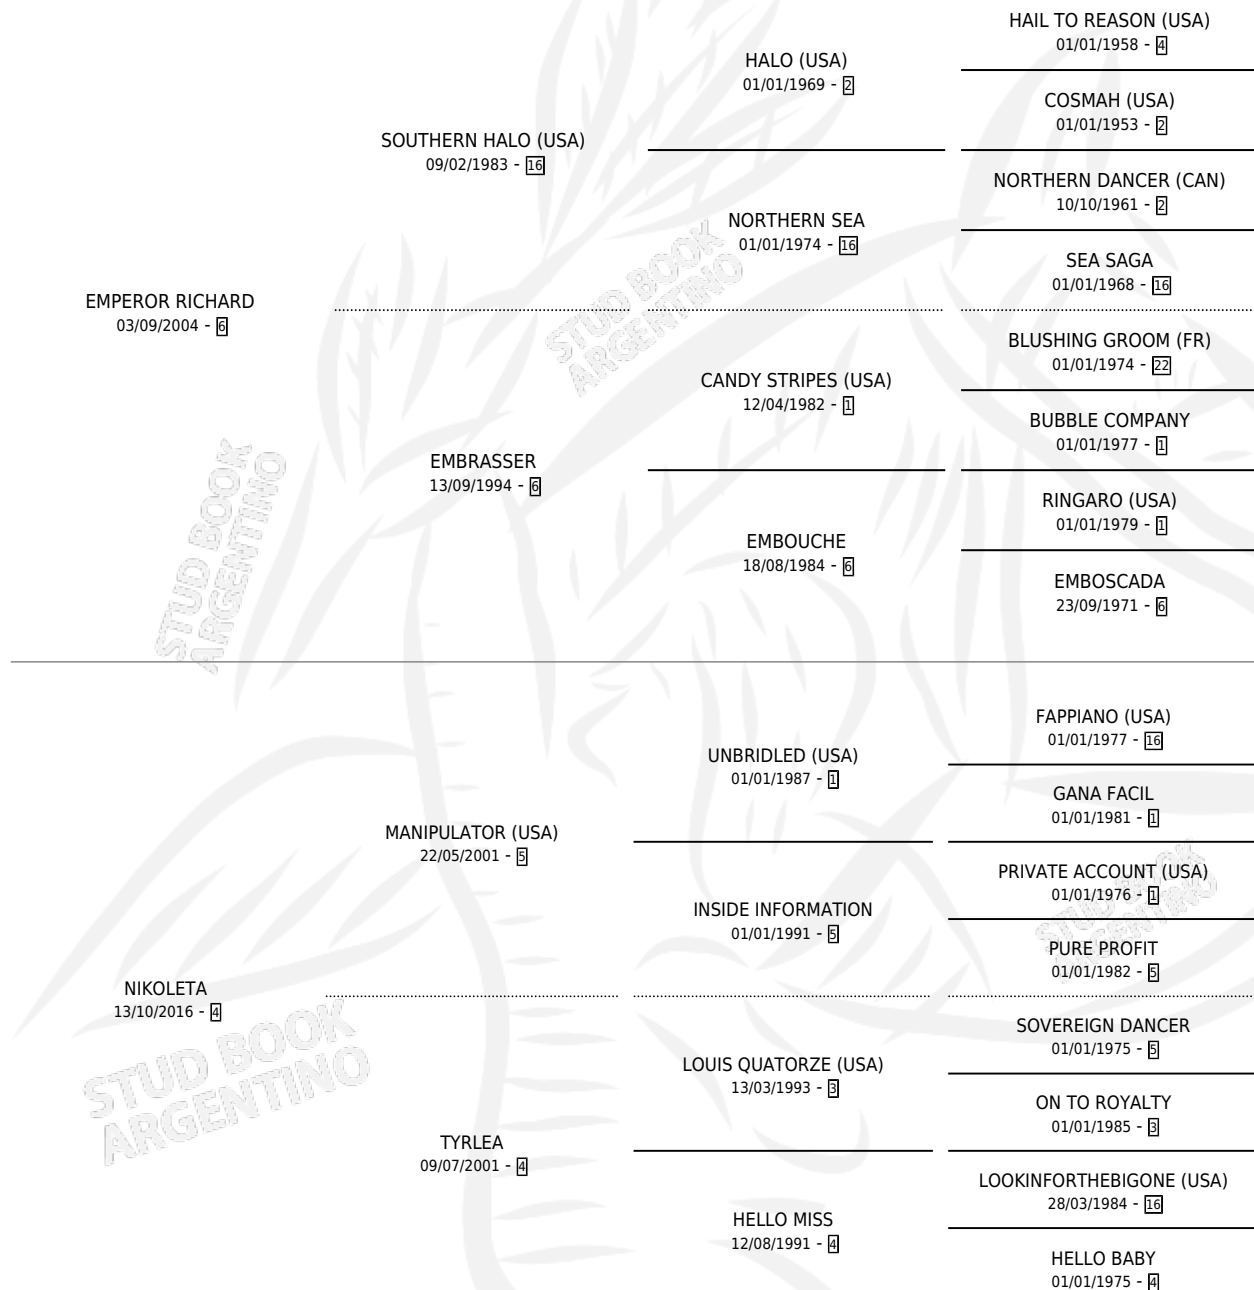 HAIL TO REASON (USA)
01/01/1958 - 4
HALO (USA)
01/01/1969 - 2
COSMAH (USA)
01/01/1953 - 2
SOUTHERN HALO (USA)
09/02/1983 - 16
NORTHERN DANCER (CAN)
10/10/1961 - 2
NORTHERN SEA
01/01/1974 - 16
SEA SAGA
01/01/1968 - 16
EMPEROR RICHARD
03/09/2004 - 6
BLUSHING GROOM (FR)
01/01/1974 - 22
CANDY STRIPES (USA)
12/04/1982 - 1
BUBBLE COMPANY
01/01/1977 - 1
EMBRASSER
13/09/1994 - 6
RINGARO (USA)
01/01/1979 - 1
EMBOUCHE
18/08/1984 - 6
EMBOSCADA
23/09/1971 - 6
STUD BOOK
ARGENTINO
STUD BOOK
ARGENTINO
FAPPIANO (USA)
01/01/1977 - 16
UNBRIDLED (USA)
01/01/1987 - 1
GANA FACIL
01/01/1981 - 1
MANIPULATOR (USA)
22/05/2001 - 5
PRIVATE ACCOUNT (USA)
01/01/1976 - 1
INSIDE INFORMATION
01/01/1991 - 5
PURE PROFIT
01/01/1982 - 5
STUD BOOK
ARGENTINO
NIKOLETA
13/10/2016 - 4
SOVEREIGN DANCER
01/01/1975 - 5
LOUIS QUATORZE (USA)
13/03/1993 - 3
ON TO ROYALTY
01/01/1985 - 3
STUD BOOK
ARGENTINO
TYRLEA
09/07/2001 - 4
LOOKINFORTHEBIGONE (USA)
28/03/1984 - 16
HELLO MISS
12/08/1991 - 4
HELLO BABY
01/01/1975 - 4